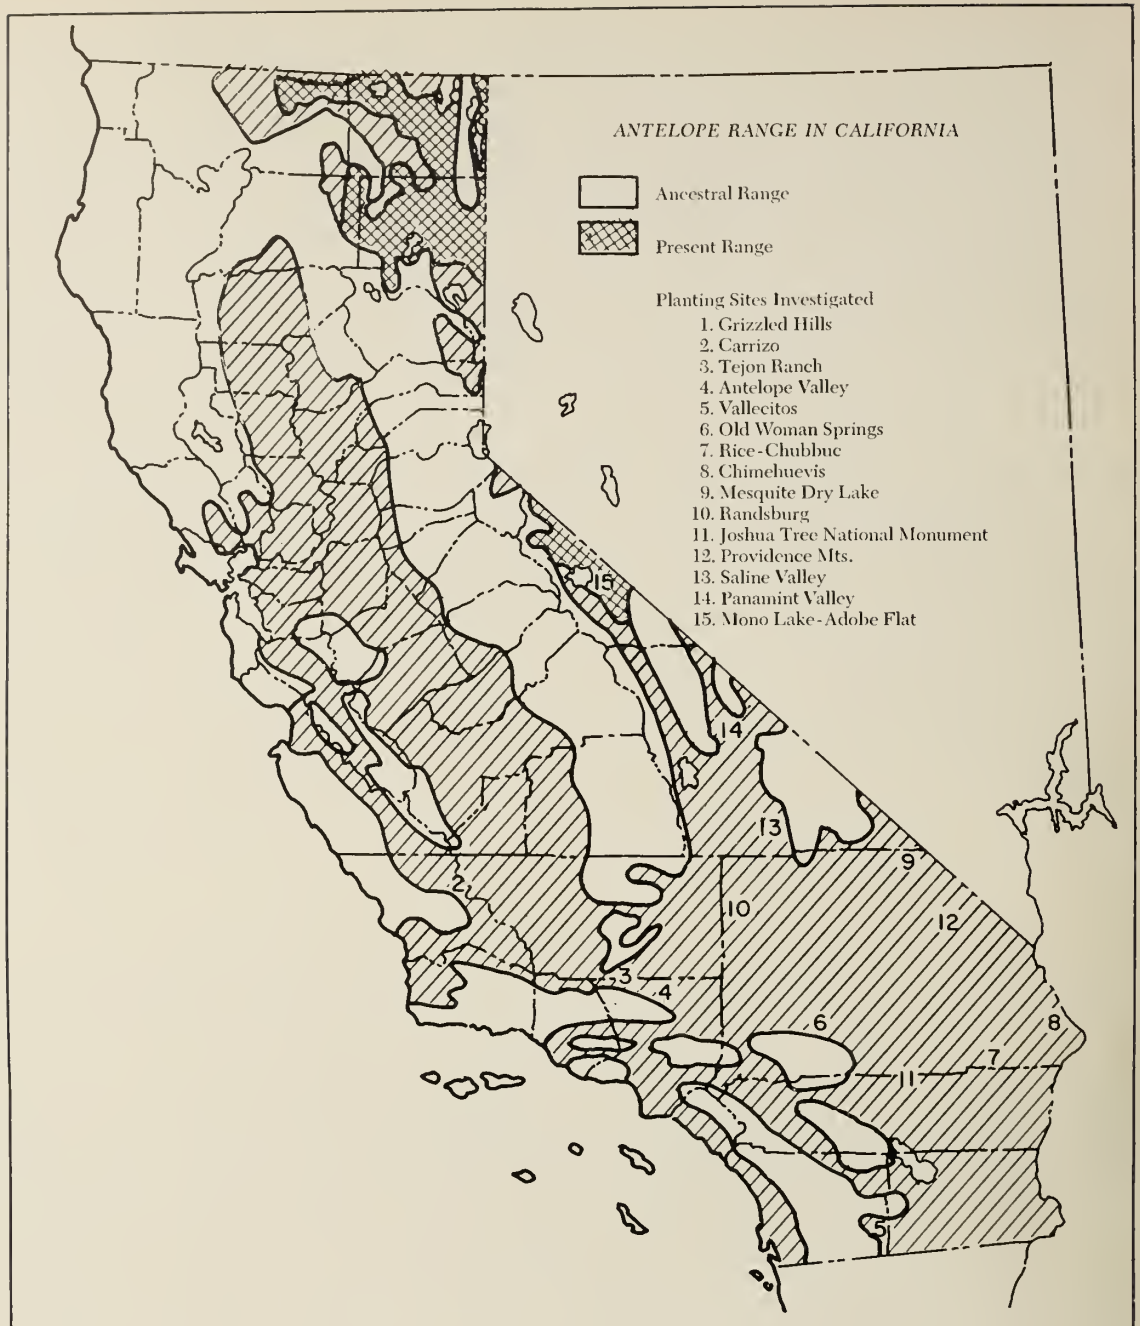 ANTELOPE RANGE IN CALIFORNIA
Ancestral Range
Present Range
Planting Sites Investigated
1. Grizzled Hills
2. Carrizo
3. Tejon Ranch
4. Antelope Valley
5. Vallecitos
6. Old Woman Springs
7. Rice-Chubbuc
8. Chimehuevis
9. Mesquite Dry Lake
10. Randsburg
11. Joshua Tree National Monument
12. Providence Mts.
13. Saline Valley
14. Panamint Valley
15. Mono Lake-Adobe Flat
15
14
13
9
2
10
12
3
4
6
8
7
11
5